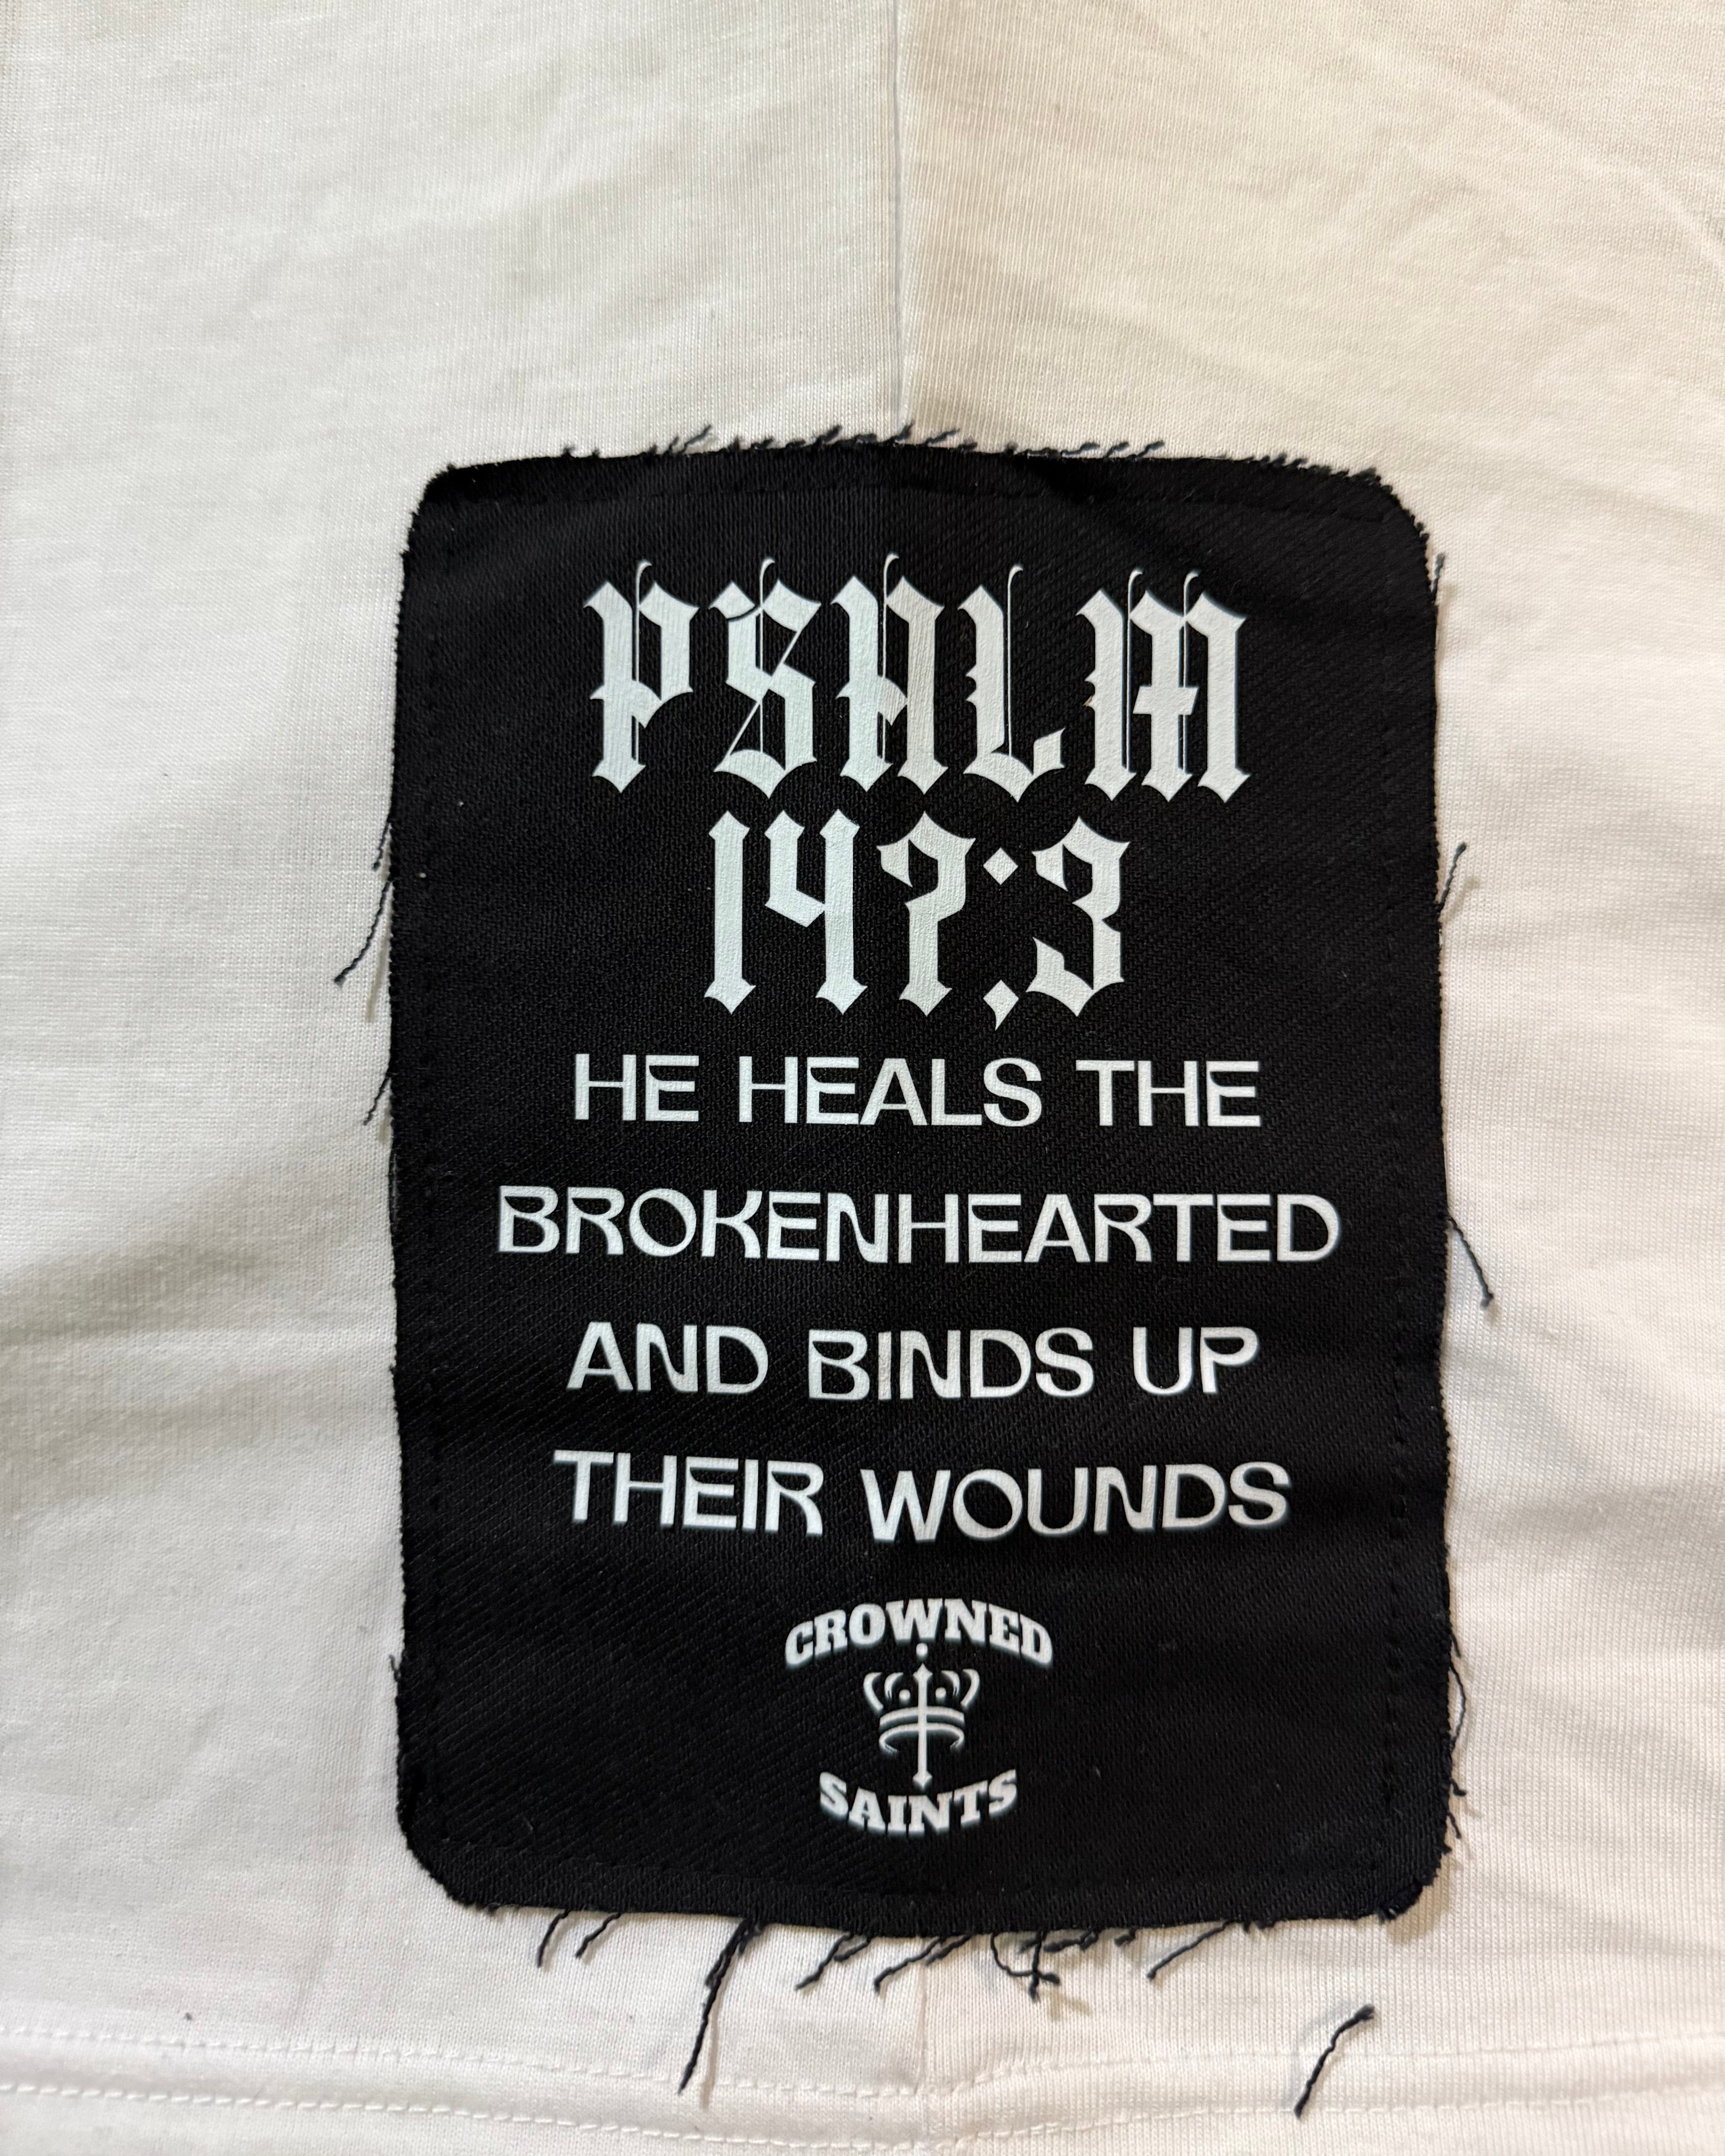 PSALM
147;3
HE HEALS THE
BROKENHEARTED
AND BINDS UP
THEIR WOUNDS
CROWNED
SAINTS